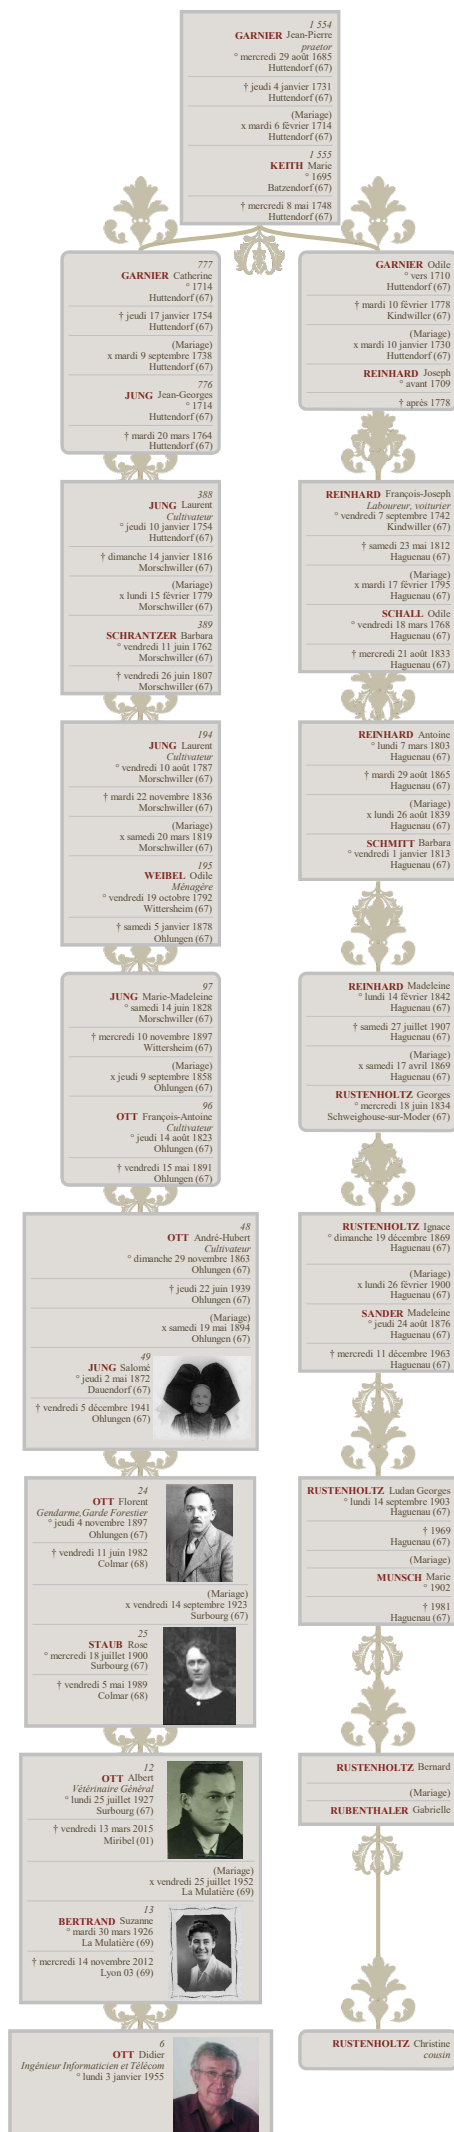 1 554
GARNIER Jean-Pierre
praetor
° mercredi 29 août 1685
Huttendorf (67)
† jeudi 4 janvier 1731
Huttendorf (67)
(Mariage)
x mardi 6 février 1714
Huttendorf (67)
1 555
KEITH Marie
° 1695
Batzendorf (67)
† mercredi 8 mai 1748
Huttendorf (67)
777
GARNIER Catherine
° 1714
Huttendorf (67)
† jeudi 17 janvier 1754
Huttendorf (67)
(Mariage)
x mardi 9 septembre 1738
Huttendorf (67)
776
JUNG Jean-Georges
° 1714
Huttendorf (67)
† mardi 20 mars 1764
Huttendorf (67)
GARNIER Odile
° vers 1710
Huttendorf (67)
† mardi 10 février 1778
Kindwiller (67)
(Mariage)
x mardi 10 janvier 1730
Huttendorf (67)
REINHARD Joseph
° avant 1709
† après 1778
388
JUNG Laurent
Cultivateur
° jeudi 10 janvier 1754
Huttendorf (67)
† dimanche 14 janvier 1816
Morschwiller (67)
(Mariage)
x lundi 15 février 1779
Morschwiller (67)
389
SCHRANTZER Barbara
° vendredi 11 juin 1762
Morschwiller (67)
† vendredi 26 juin 1807
Morschwiller (67)
REINHARD François-Joseph
Laboureur, voiturier
° vendredi 7 septembre 1742
Kindwiller (67)
† samedi 23 mai 1812
Haguenau (67)
(Mariage)
x mardi 17 février 1795
Haguenau (67)
SCHALL Odile
° vendredi 18 mars 1768
Haguenau (67)
† mercredi 21 août 1833
Haguenau (67)
194
JUNG Laurent
Cultivateur
° vendredi 10 août 1787
Morschwiller (67)
† mardi 22 novembre 1836
Morschwiller (67)
(Mariage)
x samedi 20 mars 1819
Morschwiller (67)
195
WEIBEL Odile
Ménagère
° vendredi 19 octobre 1792
Wittersheim (67)
† samedi 5 janvier 1878
Ohlungen (67)
REINHARD Antoine
° lundi 7 mars 1803
Haguenau (67)
† mardi 29 août 1865
Haguenau (67)
(Mariage)
x lundi 26 août 1839
Haguenau (67)
SCHMITT Barbara
° vendredi 1 janvier 1813
Haguenau (67)
97
JUNG Marie-Madeleine
° samedi 14 juin 1828
Morschwiller (67)
† mercredi 10 novembre 1897
Wittersheim (67)
(Mariage)
x jeudi 9 septembre 1858
Ohlungen (67)
96
OTT François-Antoine
Cultivateur
° jeudi 14 août 1823
Ohlungen (67)
† vendredi 15 mai 1891
Ohlungen (67)
REINHARD Madeleine
° lundi 14 février 1842
Haguenau (67)
† samedi 27 juillet 1907
Haguenau (67)
(Mariage)
x samedi 17 avril 1869
Haguenau (67)
RUSTENHOLTZ Georges
° mercredi 18 juin 1834
Schweighouse-sur-Moder (67)
48
OTT André-Hubert
Cultivateur
° dimanche 29 novembre 1863
Ohlungen (67)
† jeudi 22 juin 1939
Ohlungen (67)
(Mariage)
x samedi 19 mai 1894
Ohlungen (67)
49
JUNG Salomé
° jeudi 2 mai 1872
Dauendorf (67)
† vendredi 5 décembre 1941
Ohlungen (67)
RUSTENHOLTZ Ignace
° dimanche 19 décembre 1869
Haguenau (67)
(Mariage)
x lundi 26 février 1900
Haguenau (67)
SANDER Madeleine
° jeudi 24 août 1876
Haguenau (67)
† mercredi 11 décembre 1963
Haguenau (67)
24
OTT Florent
Gendarme,Garde Forestier
° jeudi 4 novembre 1897
Ohlungen (67)
† vendredi 11 juin 1982
Colmar (68)
(Mariage)
x vendredi 14 septembre 1923
Surbourg (67)
25
STAUB Rose
° mercredi 18 juillet 1900
Surbourg (67)
† vendredi 5 mai 1989
Colmar (68)
RUSTENHOLTZ Ludan Georges
° lundi 14 septembre 1903
Haguenau (67)
† 1969
Haguenau (67)
(Mariage)
MUNSCH Marie
° 1902
† 1981
Haguenau (67)
12
OTT Albert
Vétérinaire Général
° lundi 25 juillet 1927
Surbourg (67)
† vendredi 13 mars 2015
Miribel (01)
(Mariage)
x vendredi 25 juillet 1952
La Mulatière (69)
13
BERTRAND Suzanne
° mardi 30 mars 1926
La Mulatière (69)
† mercredi 14 novembre 2012
Lyon 03 (69)
RUSTENHOLTZ Bernard
(Mariage)
RUBENTHALER Gabrielle
6
OTT Didier
Ingénieur Informaticien et Télécom
° lundi 3 janvier 1955
RUSTENHOLTZ Christine
cousin